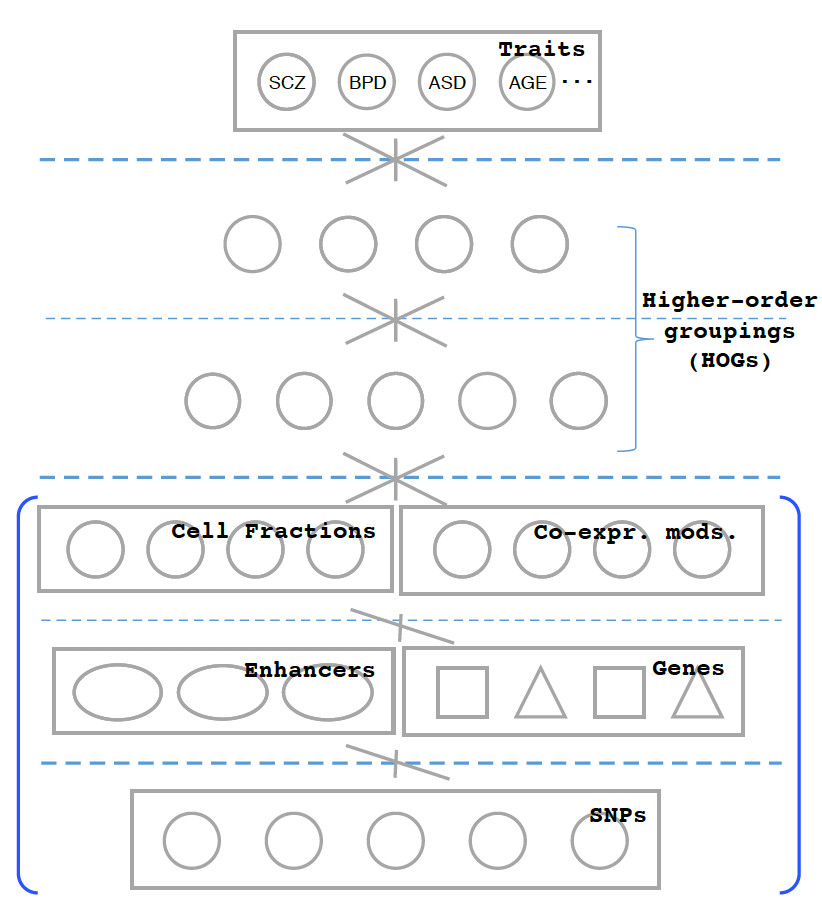 Traits
SCZ BPD ASD AGE ...
Higher-order
groupings
(HOGs)
Cell Fractions
Co-expr. mods.
Enhancers
Genes
SNPs